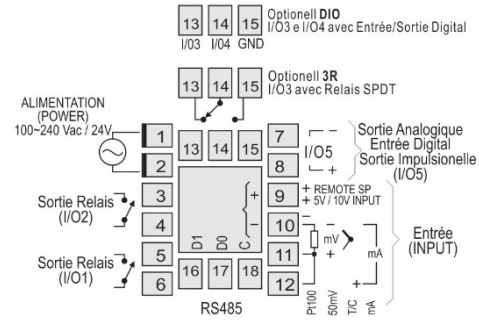 13 14 15 Optionell DIO
I/O3 e I/O4 avec Entrée/Sortie Digital
I/03 I/04 GND
13 14 15 Optionell 3R
I/O3 avec Relais SPDT
ALIMENTATION
(POWER)
100~240 Vac / 24V
1
2
3
4
5
6
13 14 15
7
8
9
10
11
12
16 17 18
D1 D0 C
+
−
RS485
Sortie Relais
(I/O2)
Sortie Relais
(I/O1)
−
I/O5
+
Sortie Analogique
Entrée Digital
Sortie Impulsionelle
(I/O5)
+ REMOTE SP
+ 5V / 10V INPUT
−
−
mV
+
+
mA
Entrée
(INPUT)
Pt100
50mV
T/C
mA